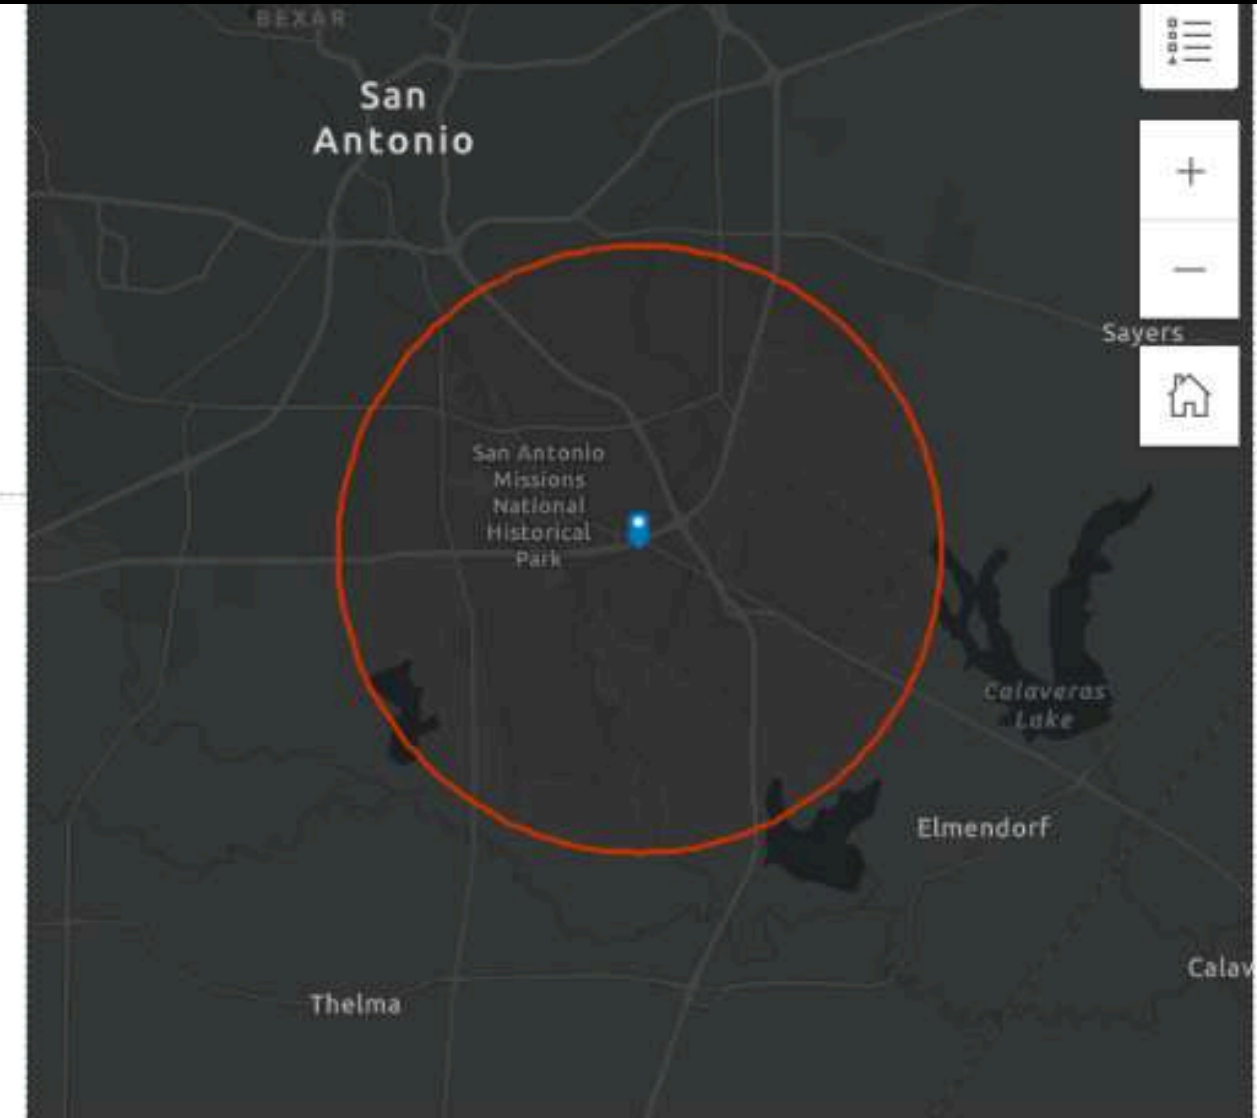 BEXAR
San
Antonio
Sayers
San Antonio
Missions
National
Historical
Park
Calaveras
Lake
Elmendorf
Calav
Thelma